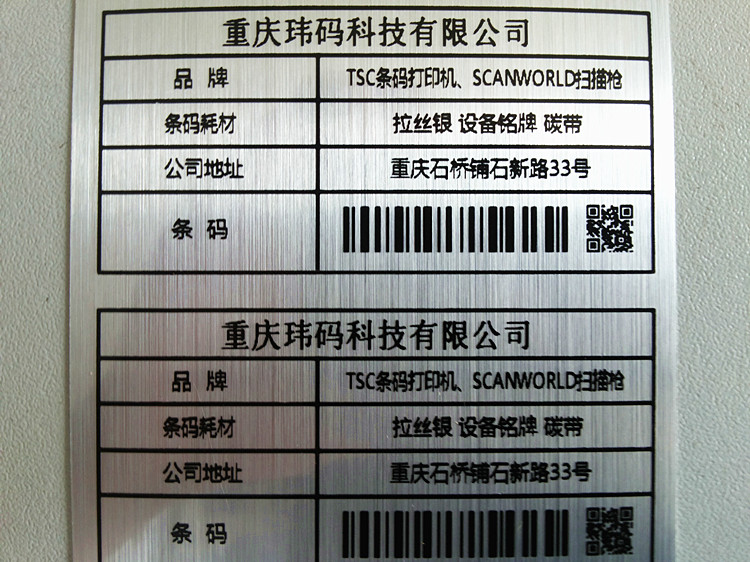 重庆玮码科技有限公司
品 牌 TSC条码打印机、SCANWORLD扫描枪
条码耗材 拉丝银 设备铭牌 碳带
公司地址 重庆石桥铺石新路33号
条 码
重庆玮码科技有限公司
品 牌 TSC条码打印机、SCANWORLD扫描枪
条码耗材 拉丝银 设备铭牌 碳带
公司地址 重庆石桥铺石新路33号
条 码